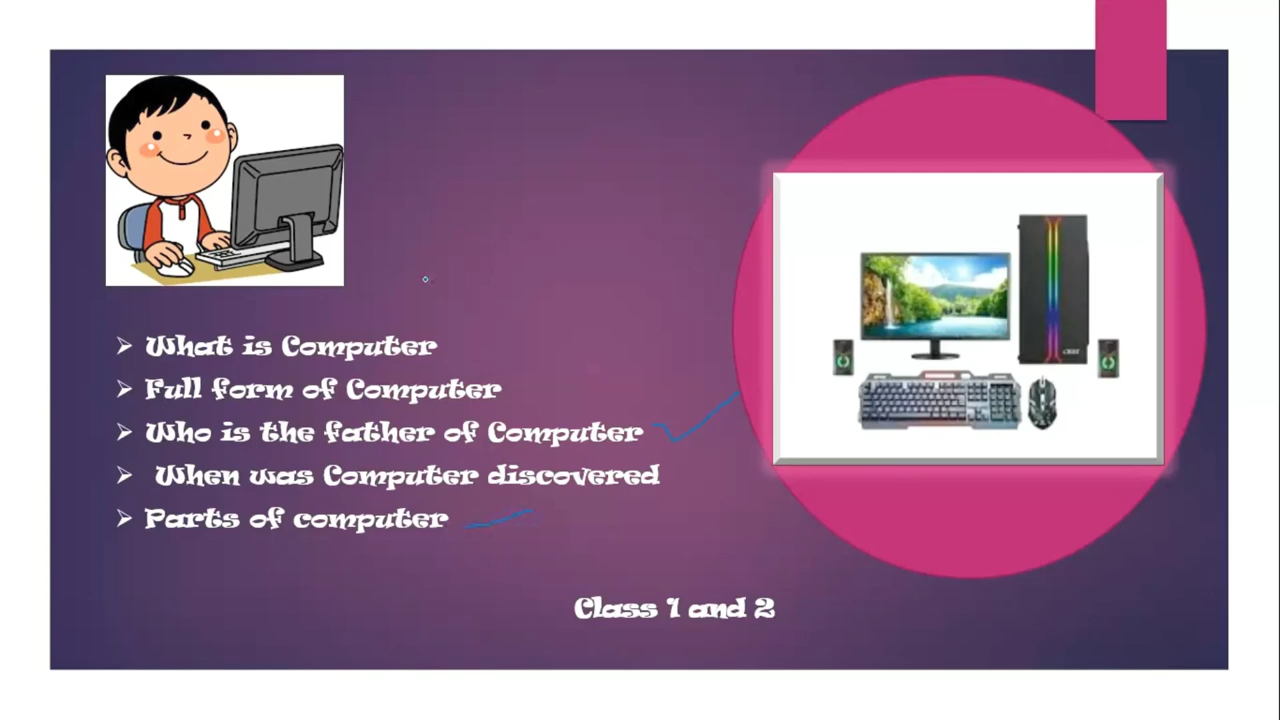 What is Computer
Full form of Computer
Who is the father of Computer
When was Computer discovered
Parts of computer
Class 1 and 2